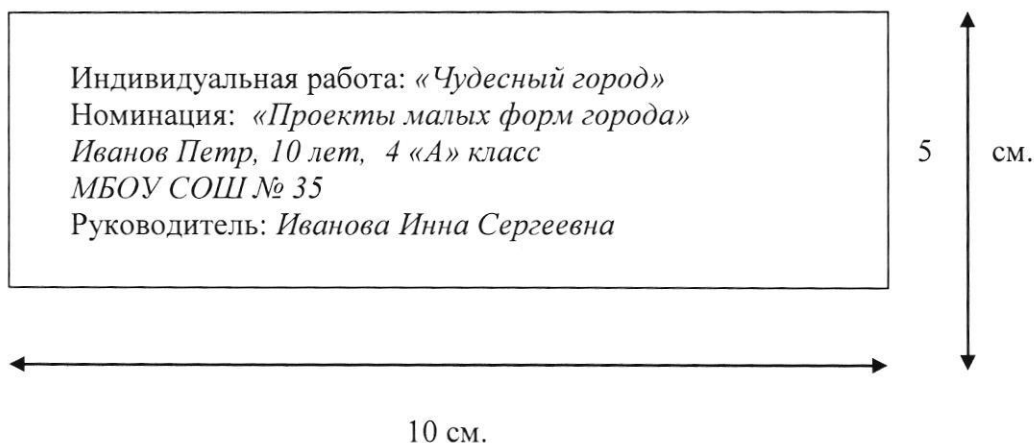 Индивидуальная работа: «Чудесный город»
Номинация: «Проекты малых форм города»
Иванов Петр, 10 лет, 4 «А» класс
МБОУ СОШ № 35
Руководитель: Иванова Инна Сергеевна
5 см.
10 см.